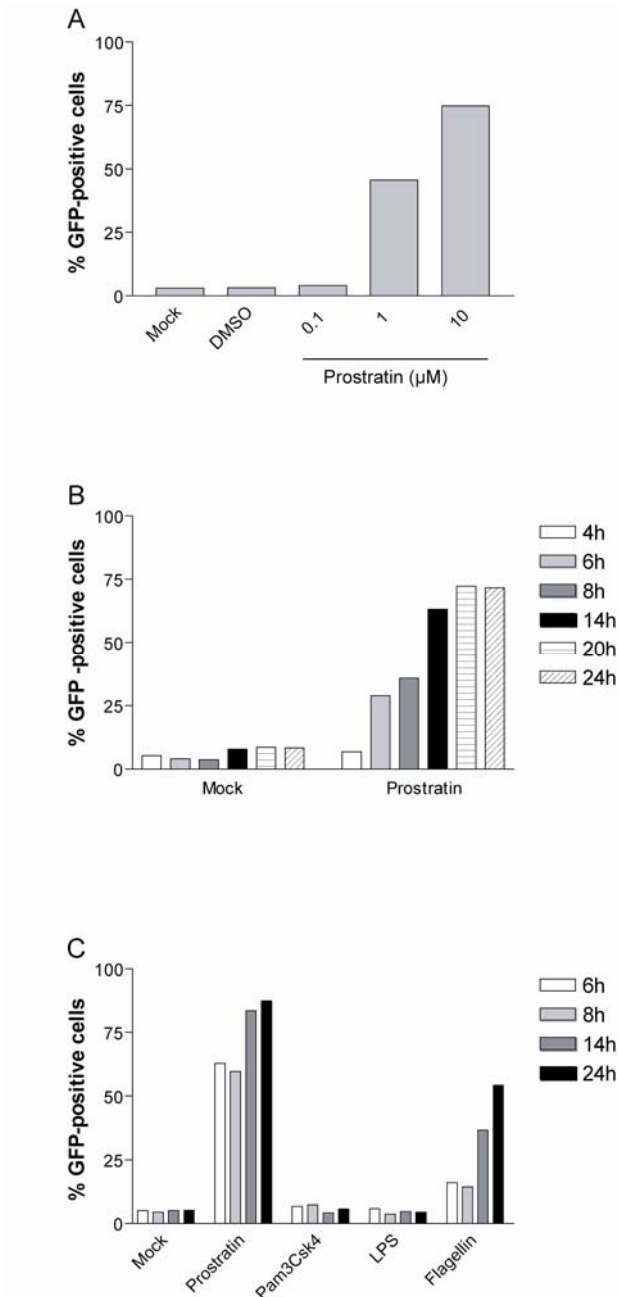 A
% GFP-positive cells
100
75
50
25
0
Mock
DMSO
0.1
1
10
Prostratin (µM)
B
% GFP -positive cells
100
75
50
25
0
Mock
Prostratin
4h
6h
8h
14h
20h
24h
C
% GFP-positive cells
100
75
50
25
0
Mock
Prostratin
Pam3Csk4
LPS
Flagellin
6h
8h
14h
24h